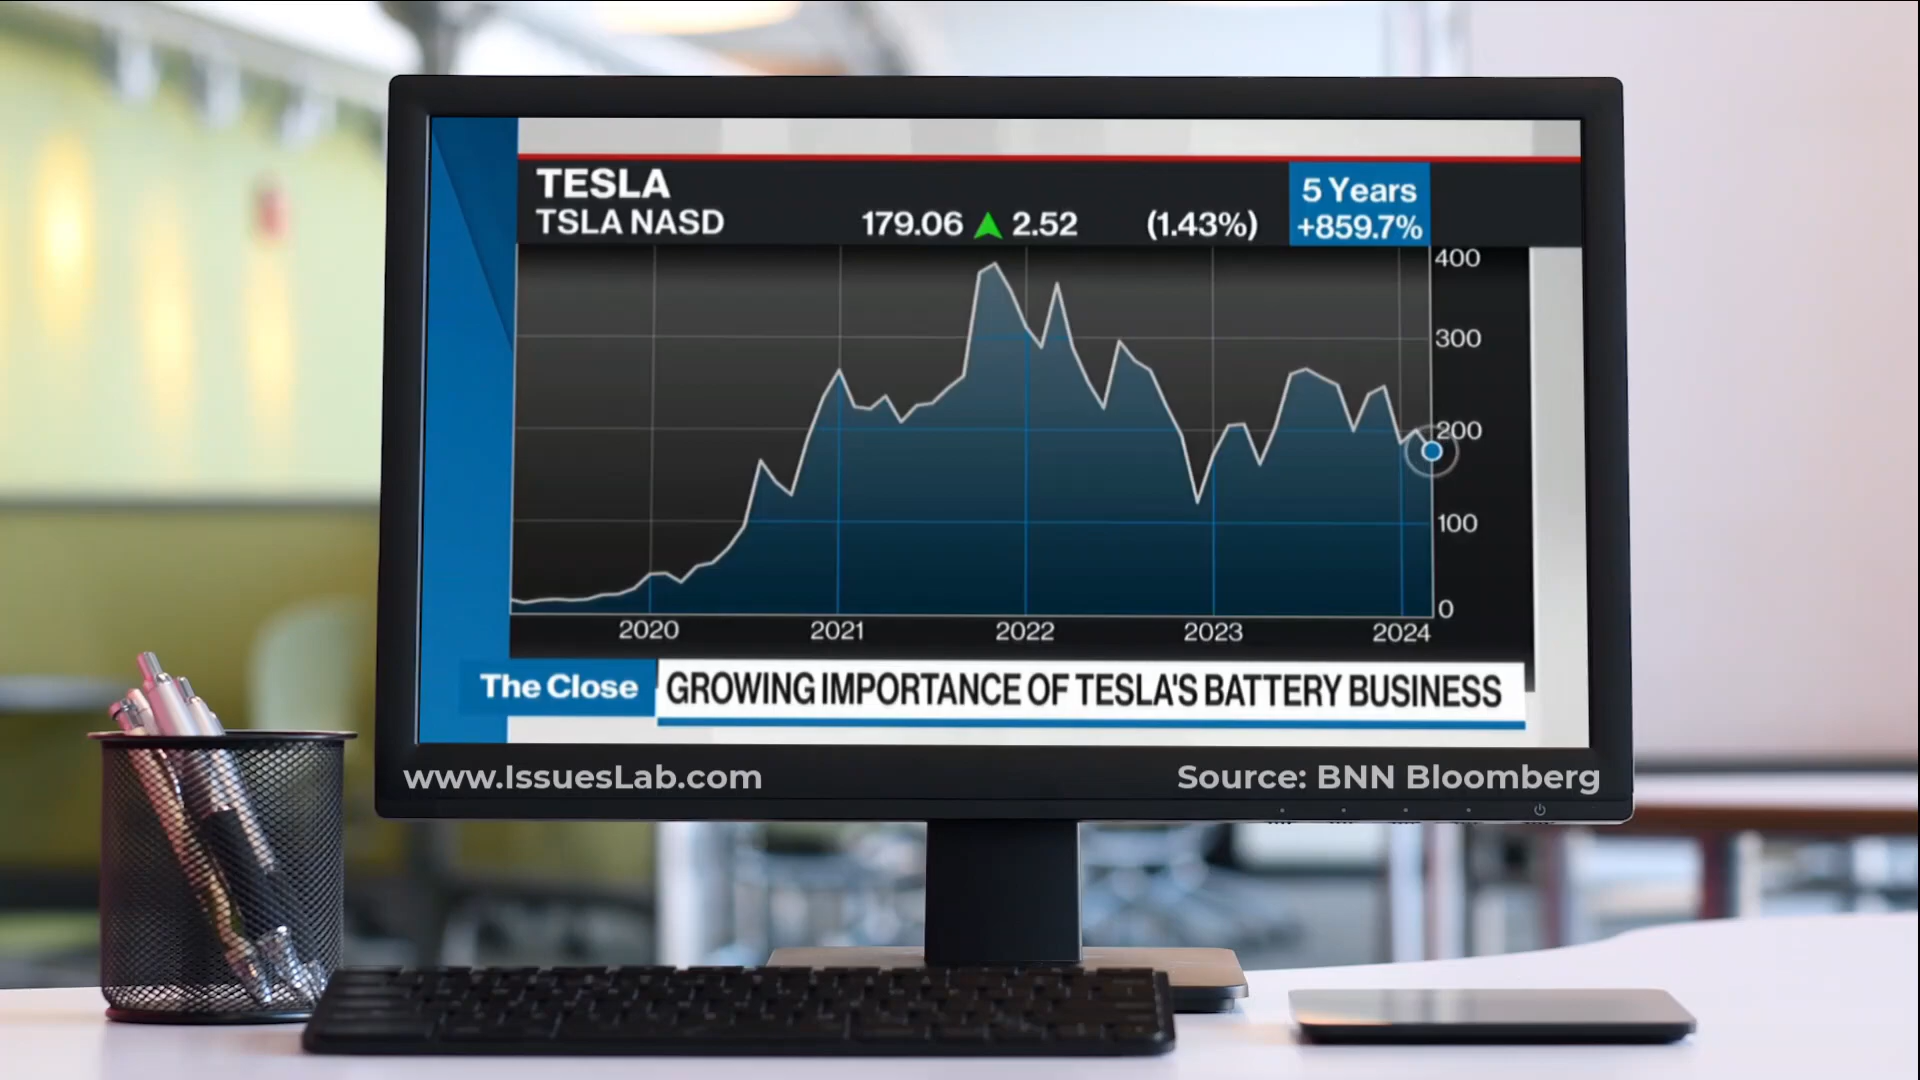 TESLA
TSLA NASD
179.06 ▲ 2.52 (1.43%)
5 Years
+859.7%
400
300
200
100
0
2020 2021 2022 2023 2024
The Close
GROWING IMPORTANCE OF TESLA'S BATTERY BUSINESS
www.IssuesLab.com
Source: BNN Bloomberg